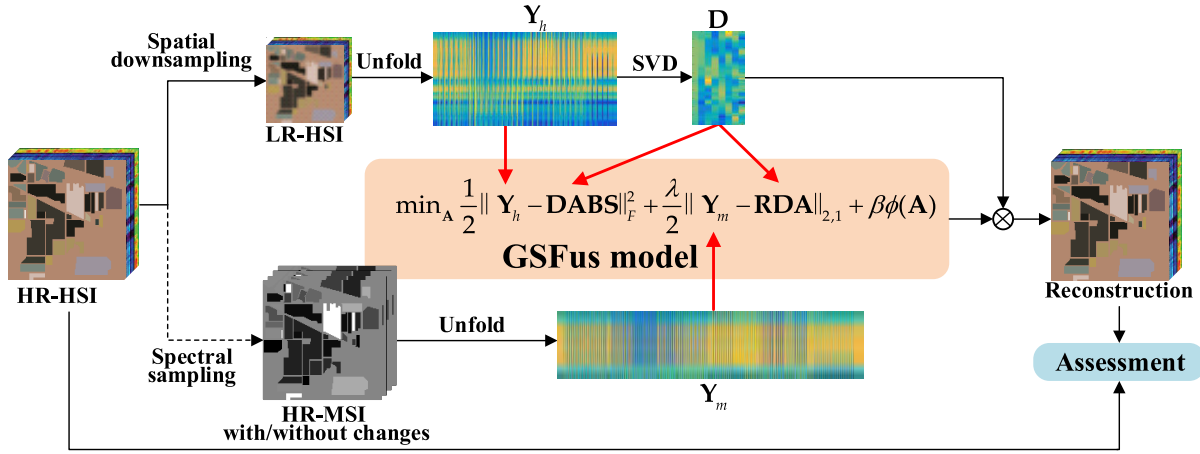 Spatial
downsampling
LR-HSI
Unfold
Y_h
SVD
D
HR-HSI
min_A 1/2 || Y_h − DABS ||_F^2 + λ/2 || Y_m − RDA ||_{2,1} + βϕ(A)
GSFus model
⊗
Reconstruction
Spectral
sampling
HR-MSI
with/without changes
Unfold
Y_m
Assessment